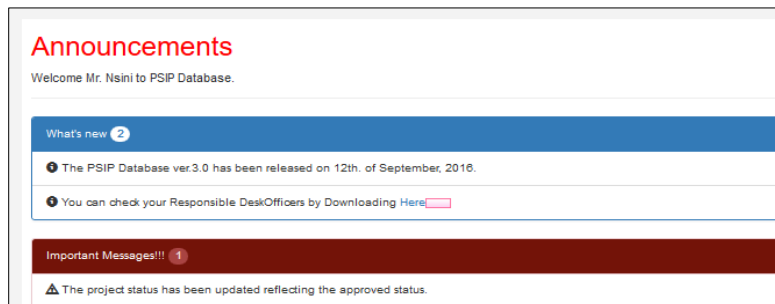 Announcements
Welcome Mr. Nsini to PSIP Database.
What's new 2
The PSIP Database ver.3.0 has been released on 12th. of September, 2016.
You can check your Responsible DeskOfficers by Downloading Here
Important Messages!!! 1
The project status has been updated reflecting the approved status.